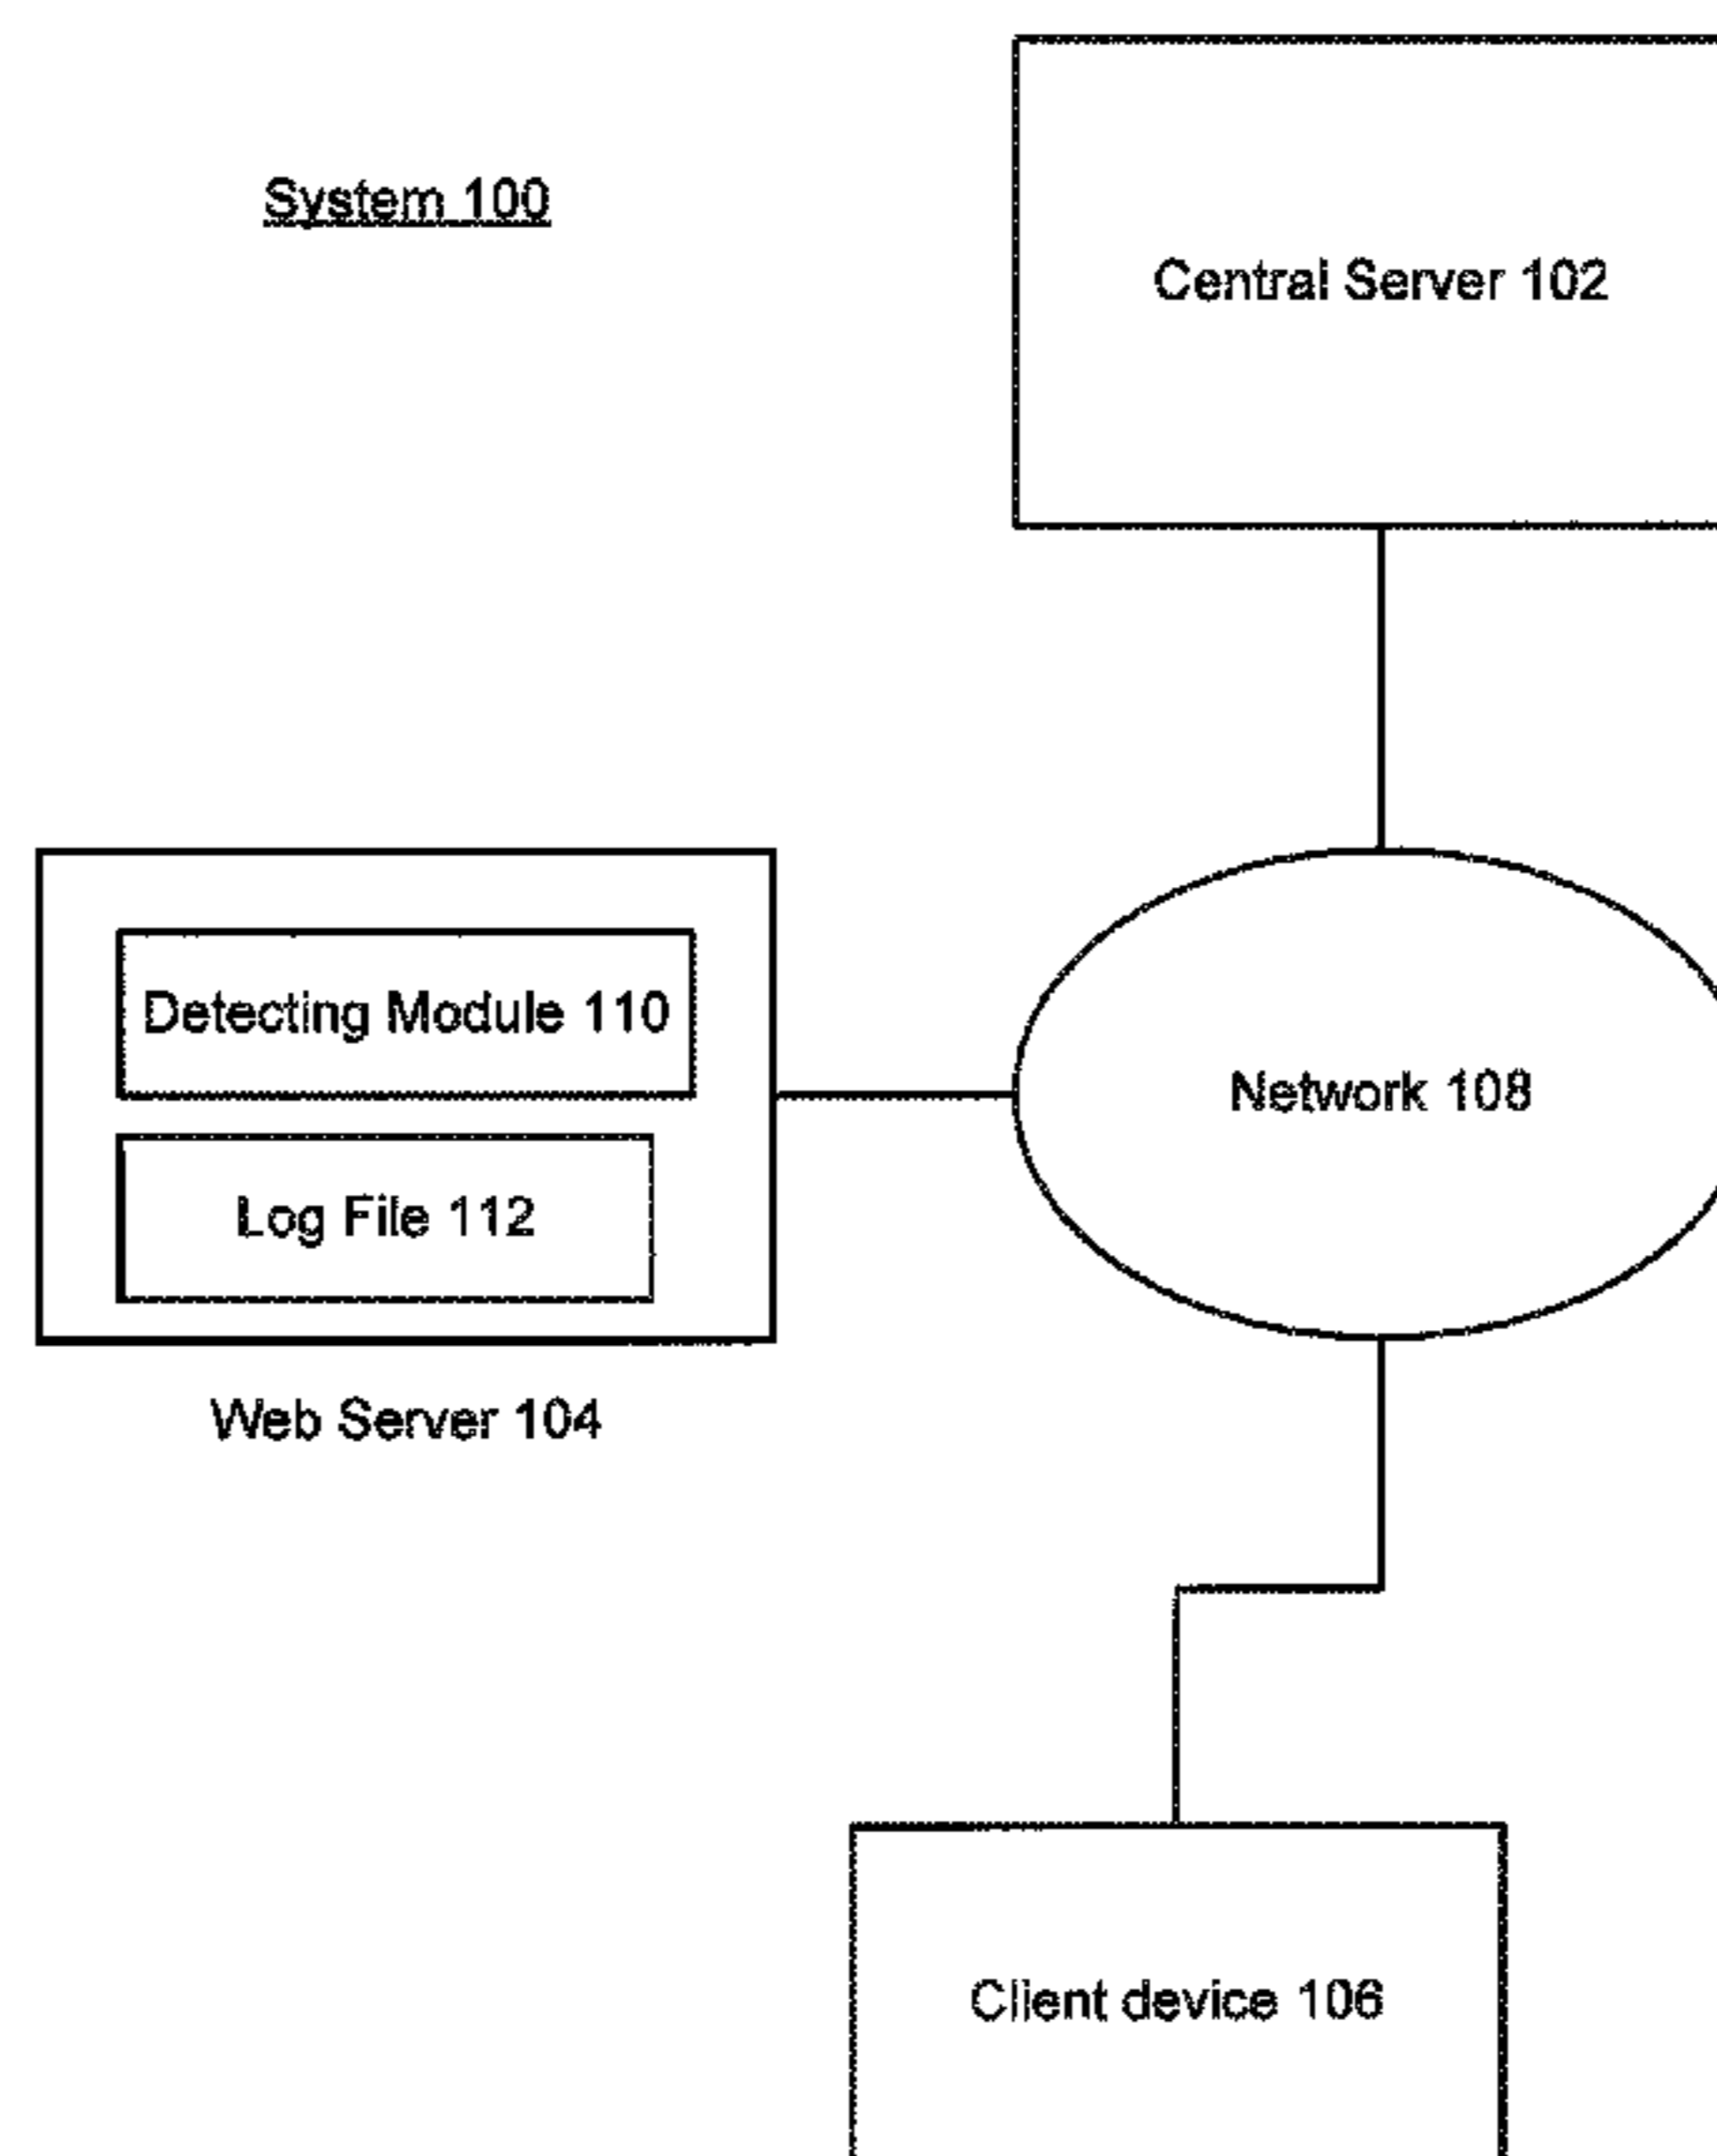 System 100
Central Server 102
Detecting Module 110
Network 108
Log File 112
Web Server 104
Client device 106